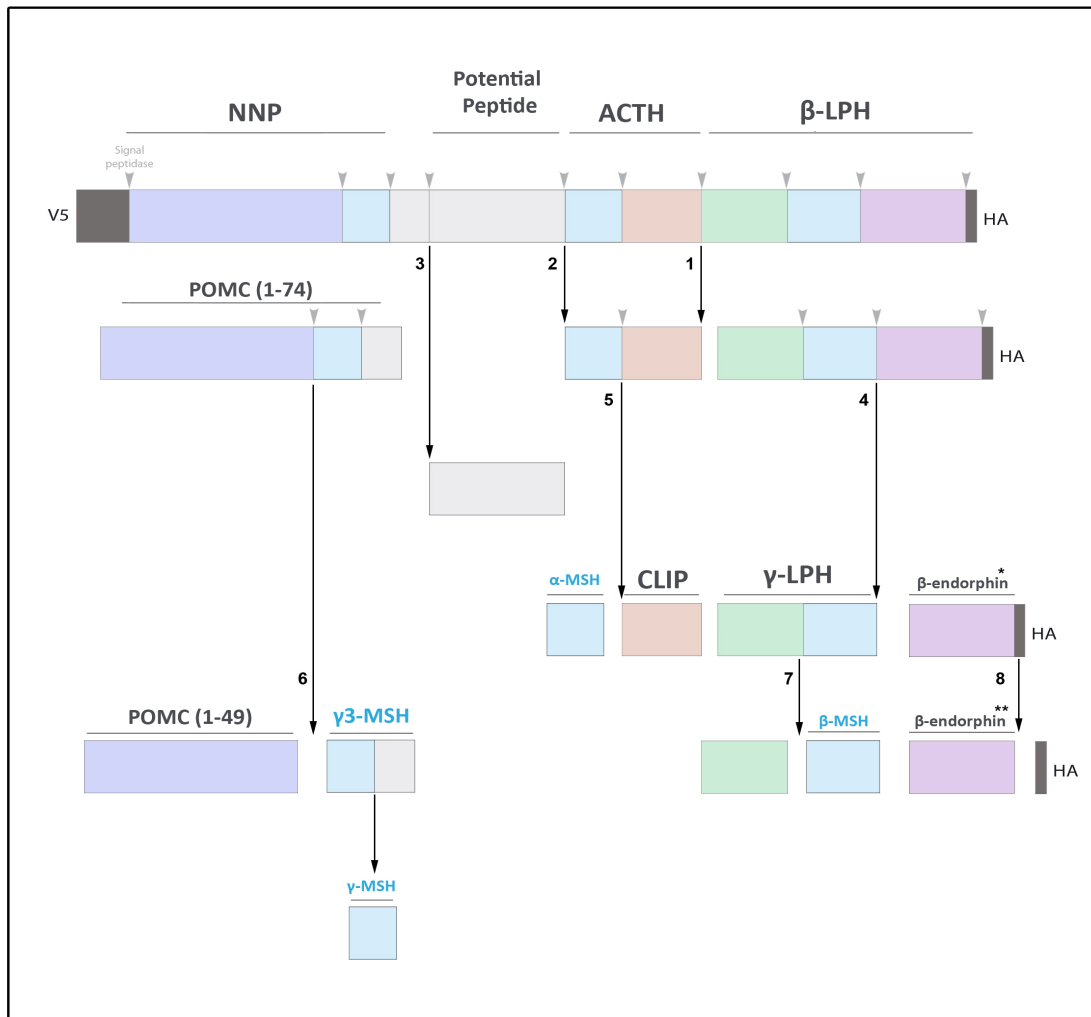 Potential
Peptide
NNP
ACTH
β-LPH
Signal
peptidase
V5
HA
3
2
1
POMC (1-74)
HA
5
4
α-MSH
CLIP
γ-LPH
β-endorphin*
HA
6
7
8
POMC (1-49)
γ3-MSH
β-MSH
β-endorphin**
HA
γ-MSH